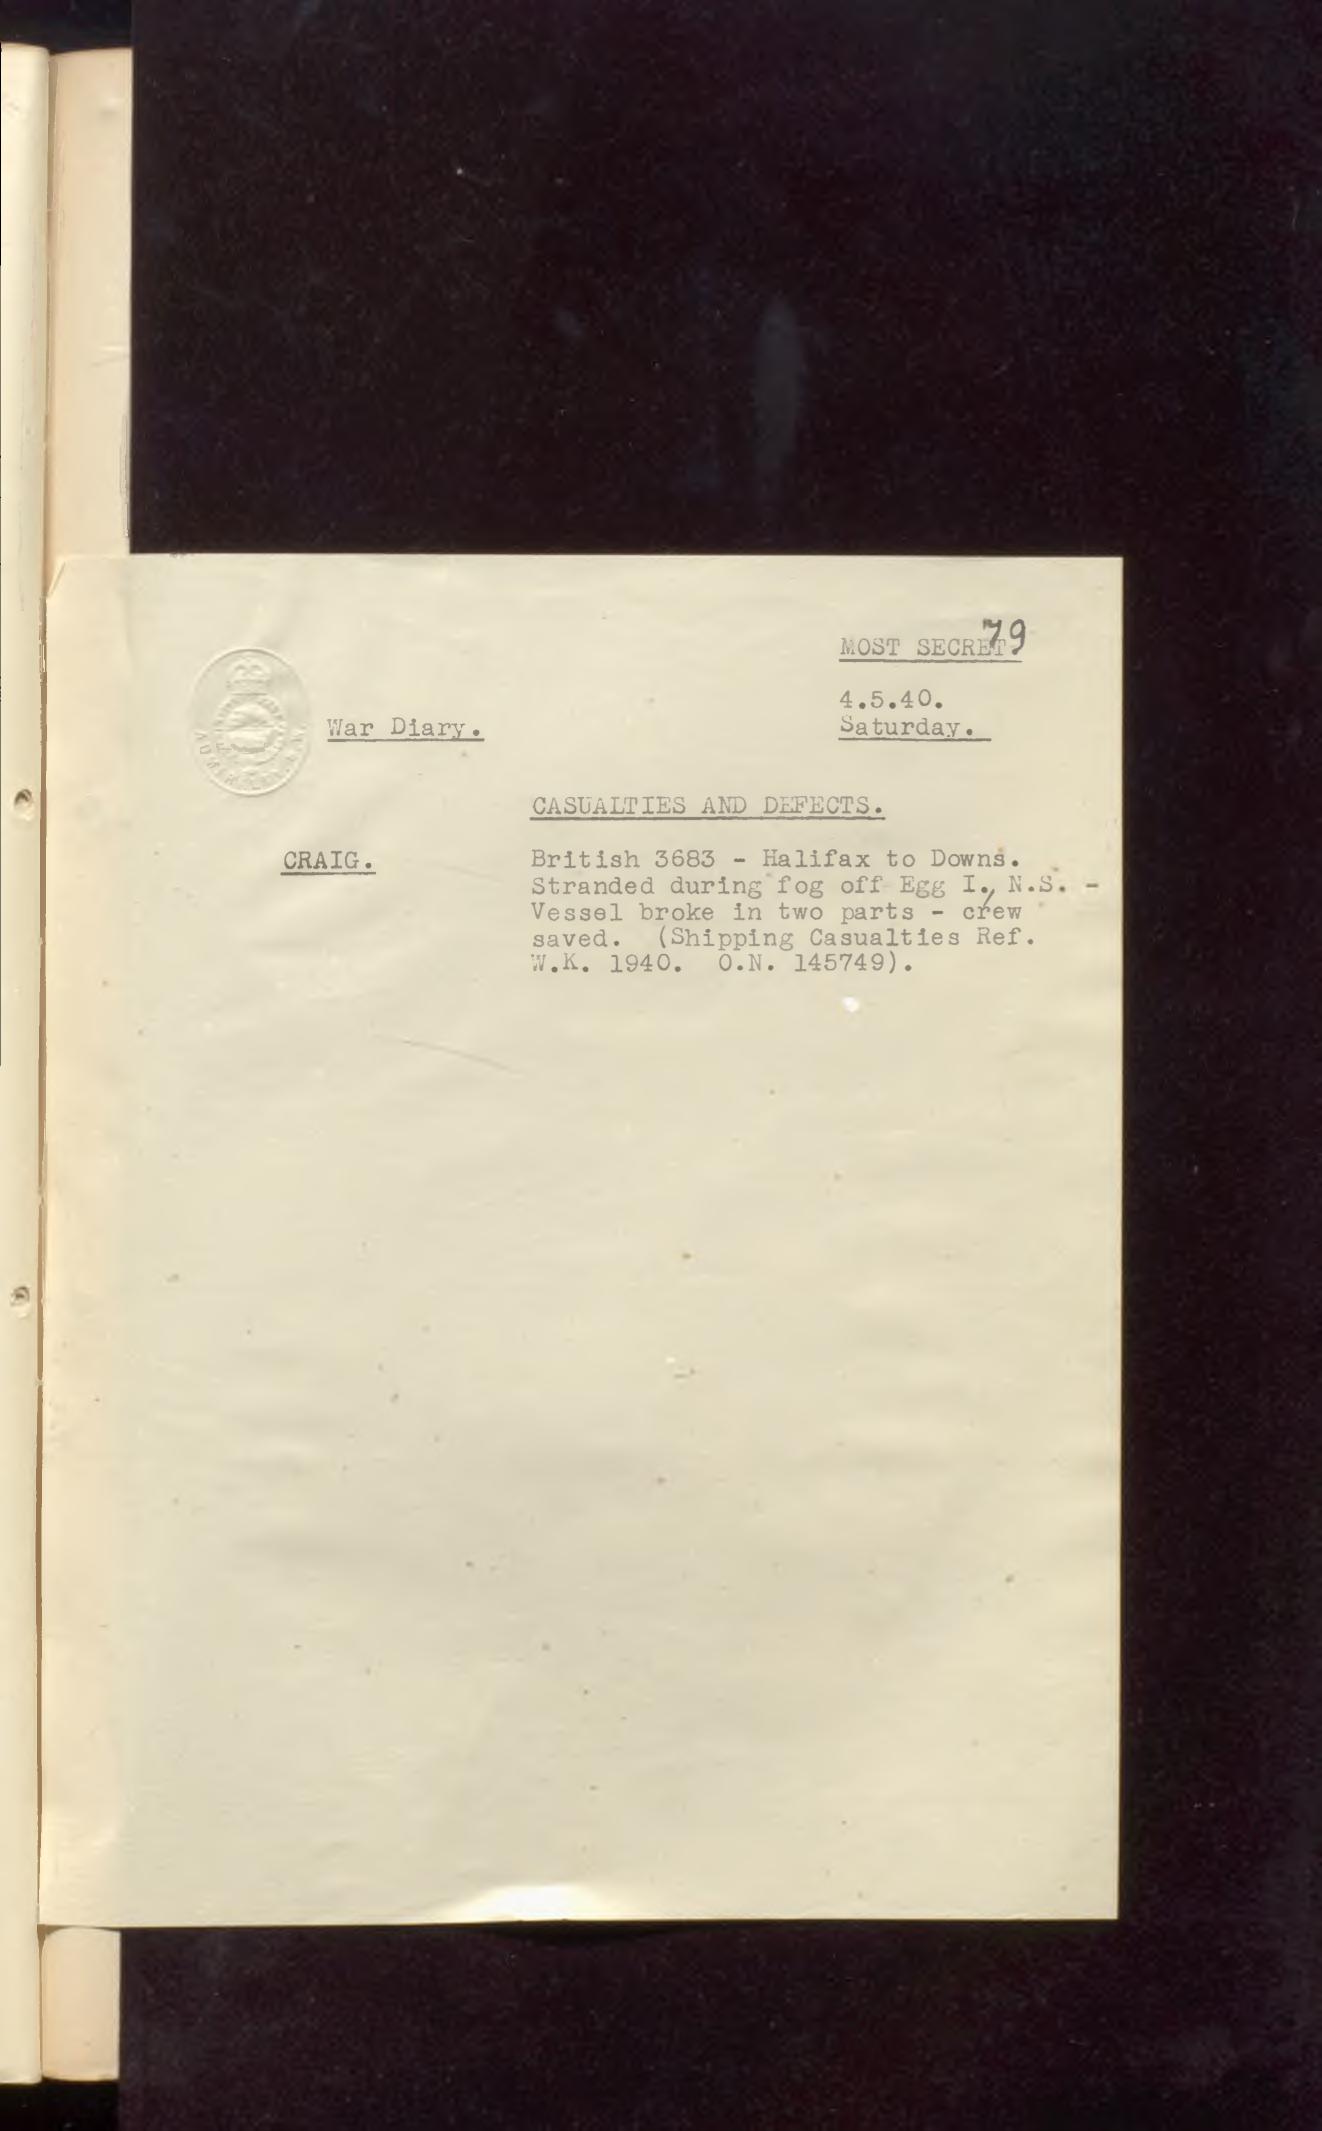 79
MOST SECRET
4.5.40.
War Diary. Saturday.
CASUALTIES AND DEFECTS.
CRAIG. British 3683 - Halifax to Downs.
Stranded during fog off Egg I., N.S. -
Vessel broke in two parts - crew
saved. (Shipping Casualties Ref.
W.K. 1940. O.N. 145749).